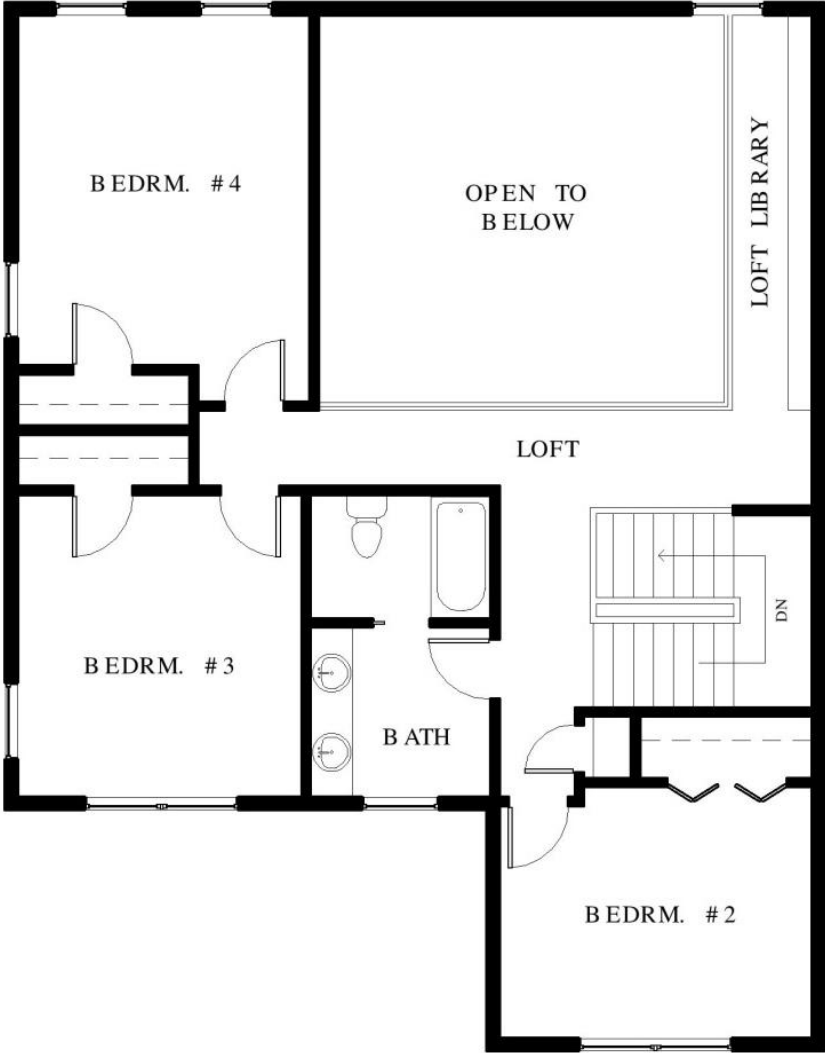 BEDRM. #4
OPEN TO
BELOW
LOFT LIBRARY
LOFT
DN
BEDRM. #3
BATH
BEDRM. #2